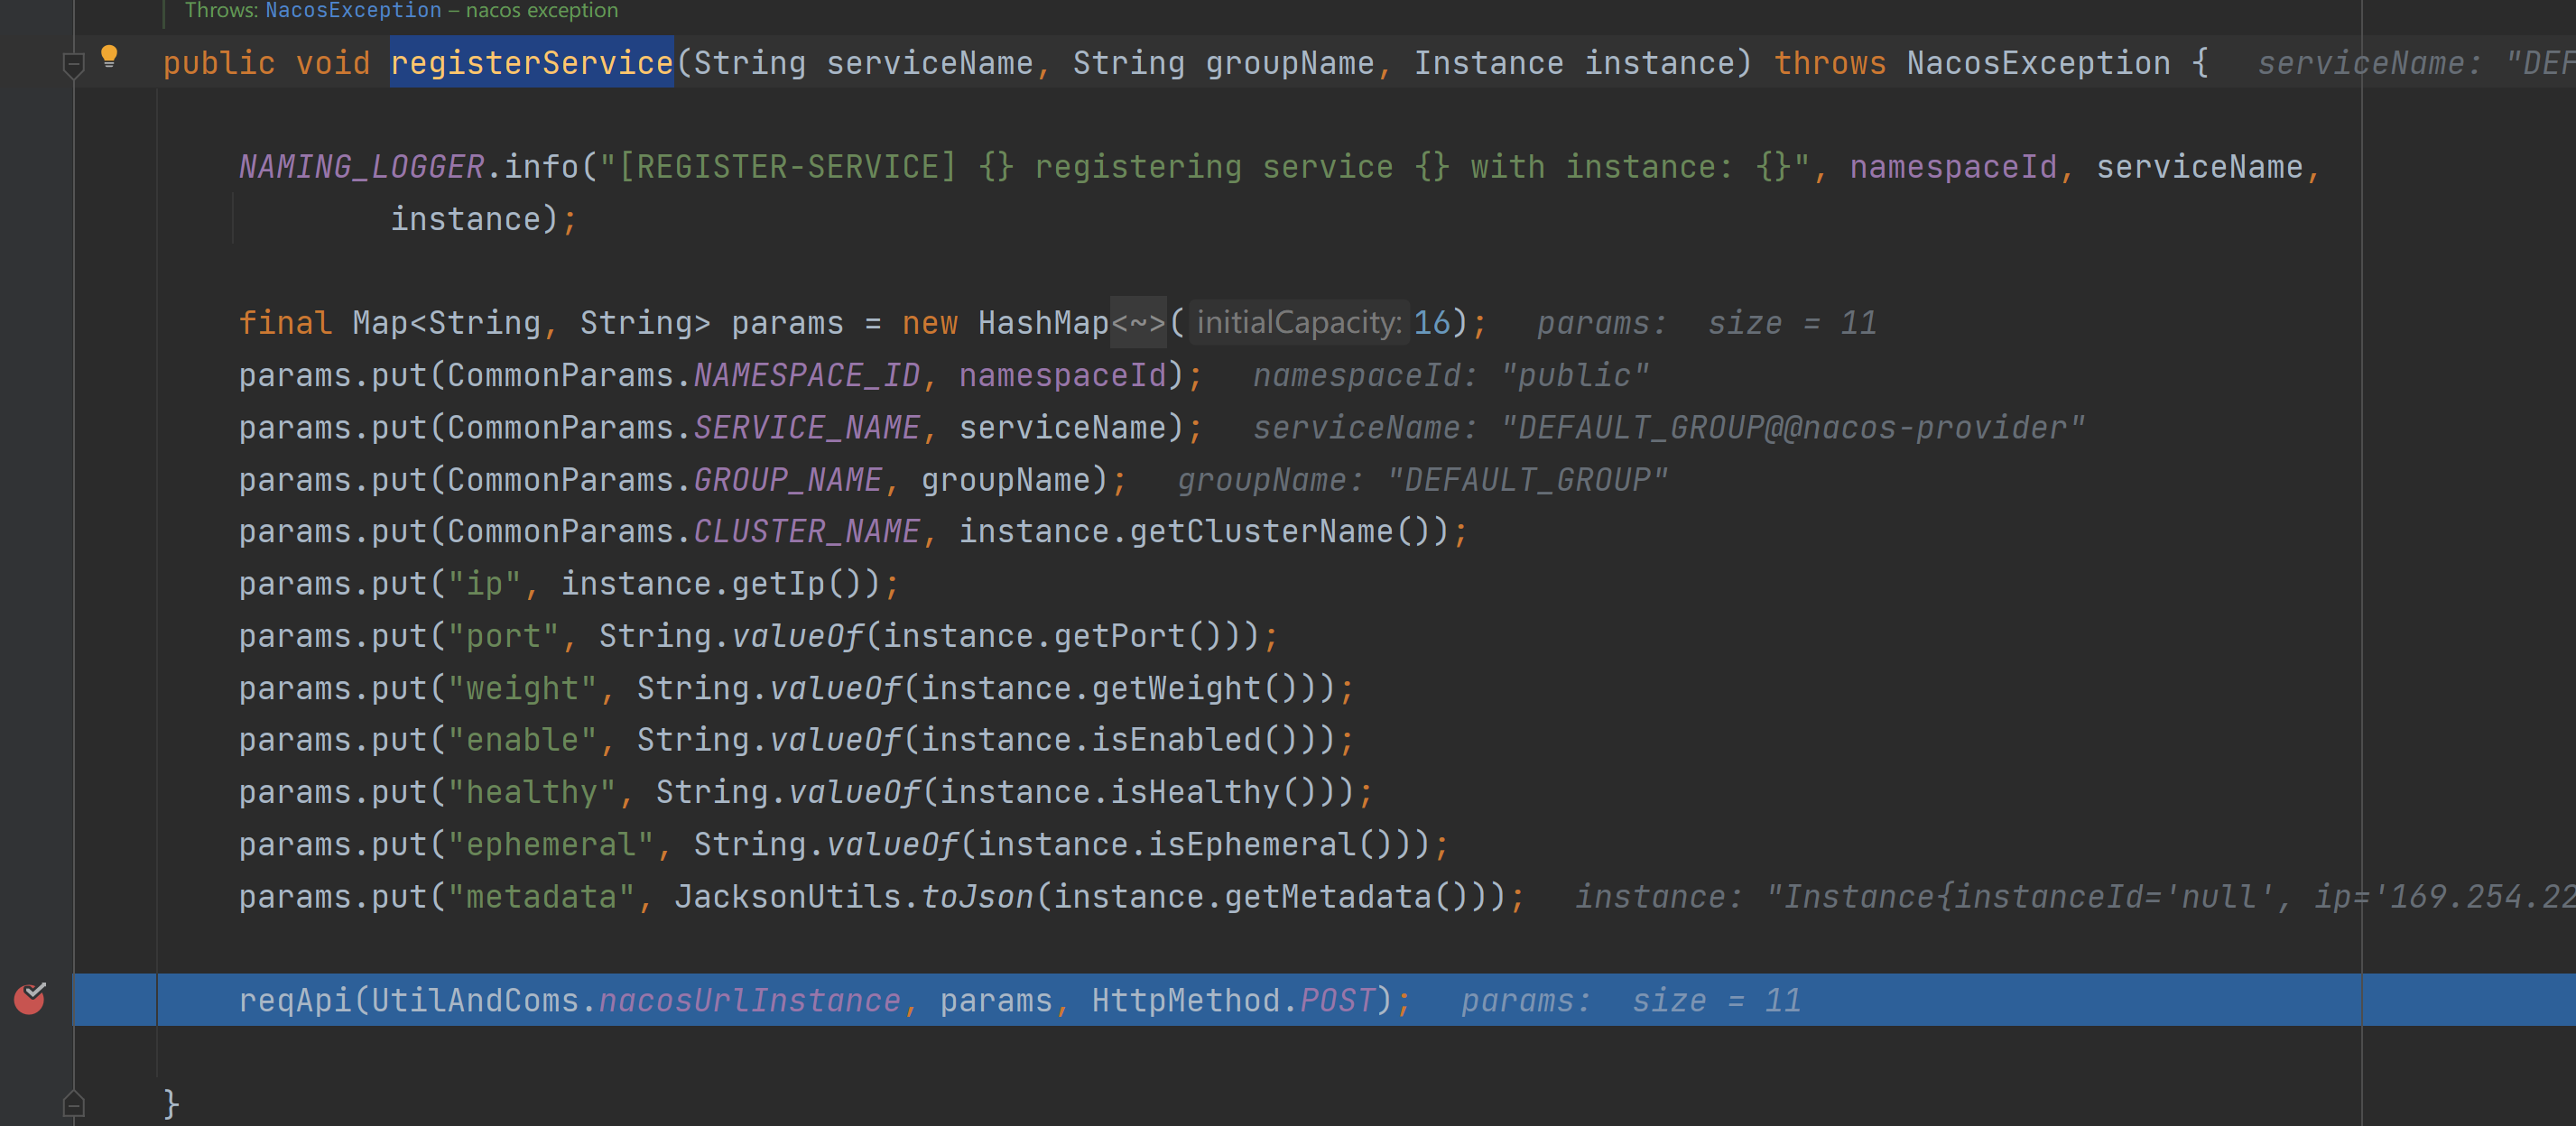 Throws: NacosException – nacos exception
public void registerService(String serviceName, String groupName, Instance instance) throws NacosException {   serviceName: "DEF
NAMING_LOGGER.info("[REGISTER-SERVICE] {} registering service {} with instance: {}", namespaceId, serviceName,
instance);
final Map<String, String> params = new HashMap<~>( initialCapacity: 16);   params:  size = 11
params.put(CommonParams.NAMESPACE_ID, namespaceId);   namespaceId: "public"
params.put(CommonParams.SERVICE_NAME, serviceName);   serviceName: "DEFAULT_GROUP@@nacos-provider"
params.put(CommonParams.GROUP_NAME, groupName);   groupName: "DEFAULT_GROUP"
params.put(CommonParams.CLUSTER_NAME, instance.getClusterName());
params.put("ip", instance.getIp());
params.put("port", String.valueOf(instance.getPort()));
params.put("weight", String.valueOf(instance.getWeight()));
params.put("enable", String.valueOf(instance.isEnabled()));
params.put("healthy", String.valueOf(instance.isHealthy()));
params.put("ephemeral", String.valueOf(instance.isEphemeral()));
params.put("metadata", JacksonUtils.toJson(instance.getMetadata()));   instance: "Instance{instanceId='null', ip='169.254.22
reqApi(UtilAndComs.nacosUrlInstance, params, HttpMethod.POST);   params:  size = 11
}